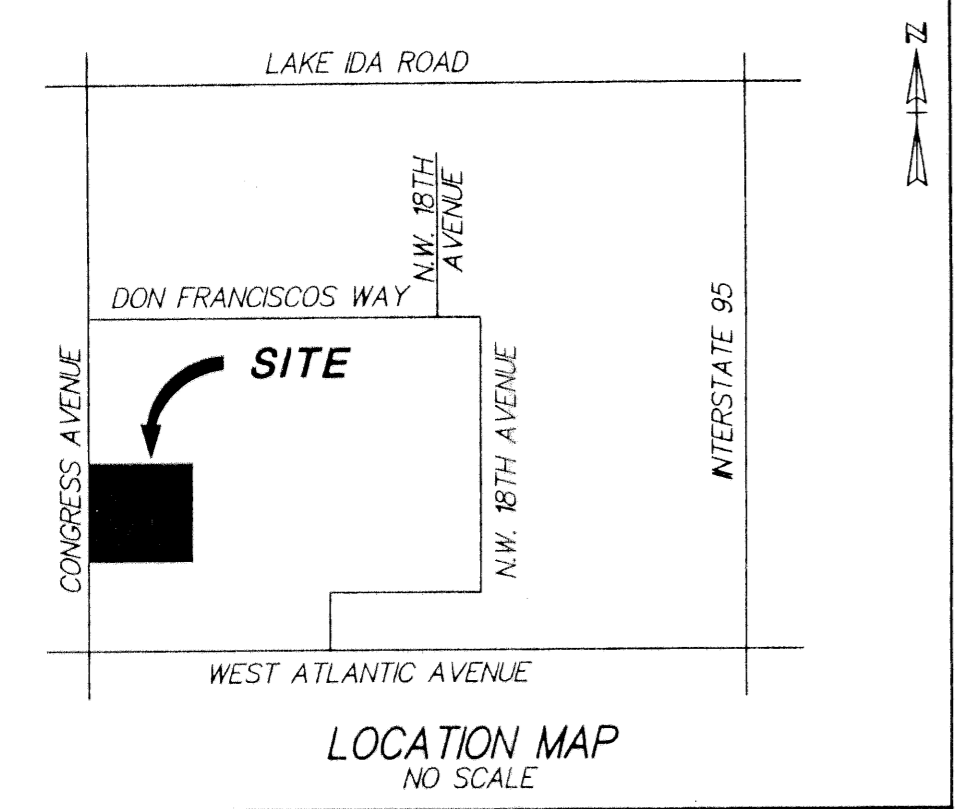 LAKE IDA ROAD
N
N.W. 18TH
AVENUE
DON FRANCISCOS WAY
SITE
CONGRESS AVENUE
N.W. 18TH AVENUE
INTERSTATE 95
WEST ATLANTIC AVENUE
LOCATION MAP
NO SCALE